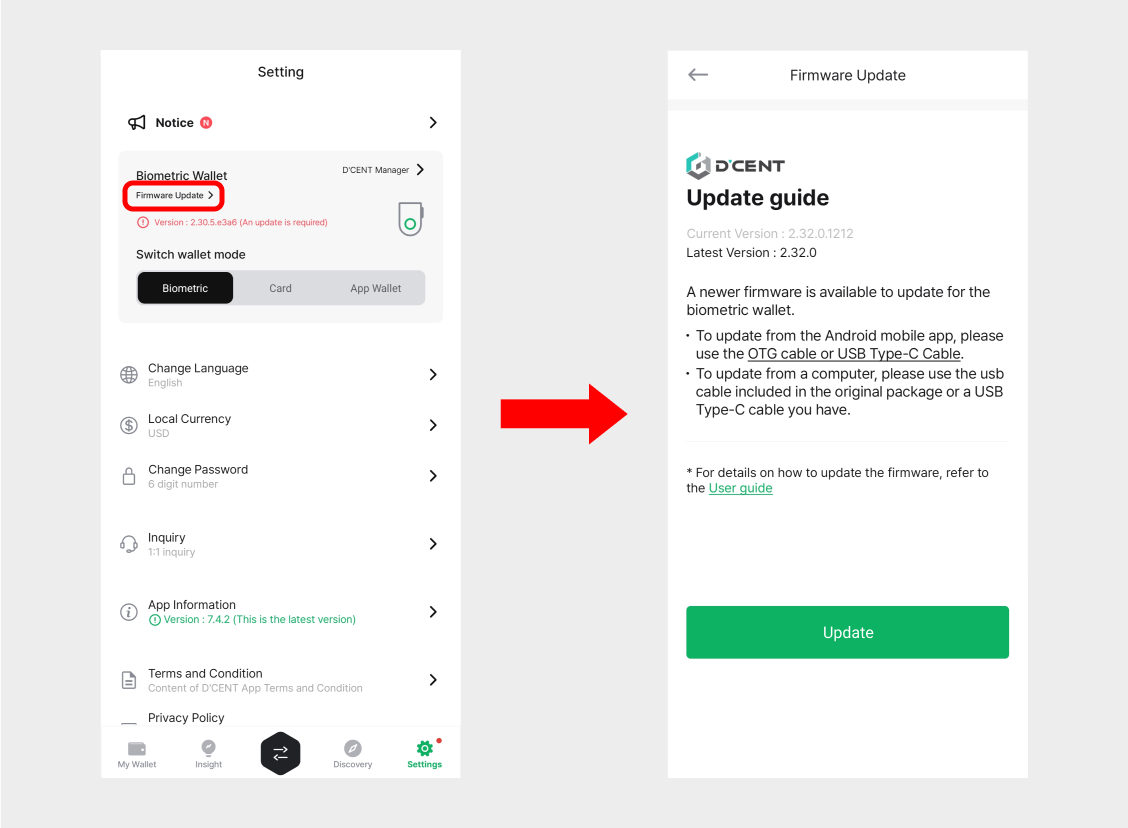 Setting
Notice N
Biometric Wallet
D'CENT Manager
Firmware Update
Version : 2.30.5.e3a6 (An update is required)
Switch wallet mode
Biometric Card App Wallet
Change Language
English
Local Currency
USD
Change Password
6 digit number
Inquiry
1:1 inquiry
App Information
Version : 7.4.2 (This is the latest version)
Terms and Condition
Content of D'CENT App Terms and Condition
Privacy Policy
My Wallet Insight Discovery Settings
Firmware Update
D'CENT
Update guide
Current Version : 2.32.0.1212
Latest Version : 2.32.0
A newer firmware is available to update for the
biometric wallet.
· To update from the Android mobile app, please
use the OTG cable or USB Type-C Cable.
· To update from a computer, please use the usb
cable included in the original package or a USB
Type-C cable you have.
* For details on how to update the firmware, refer to
the User guide
Update